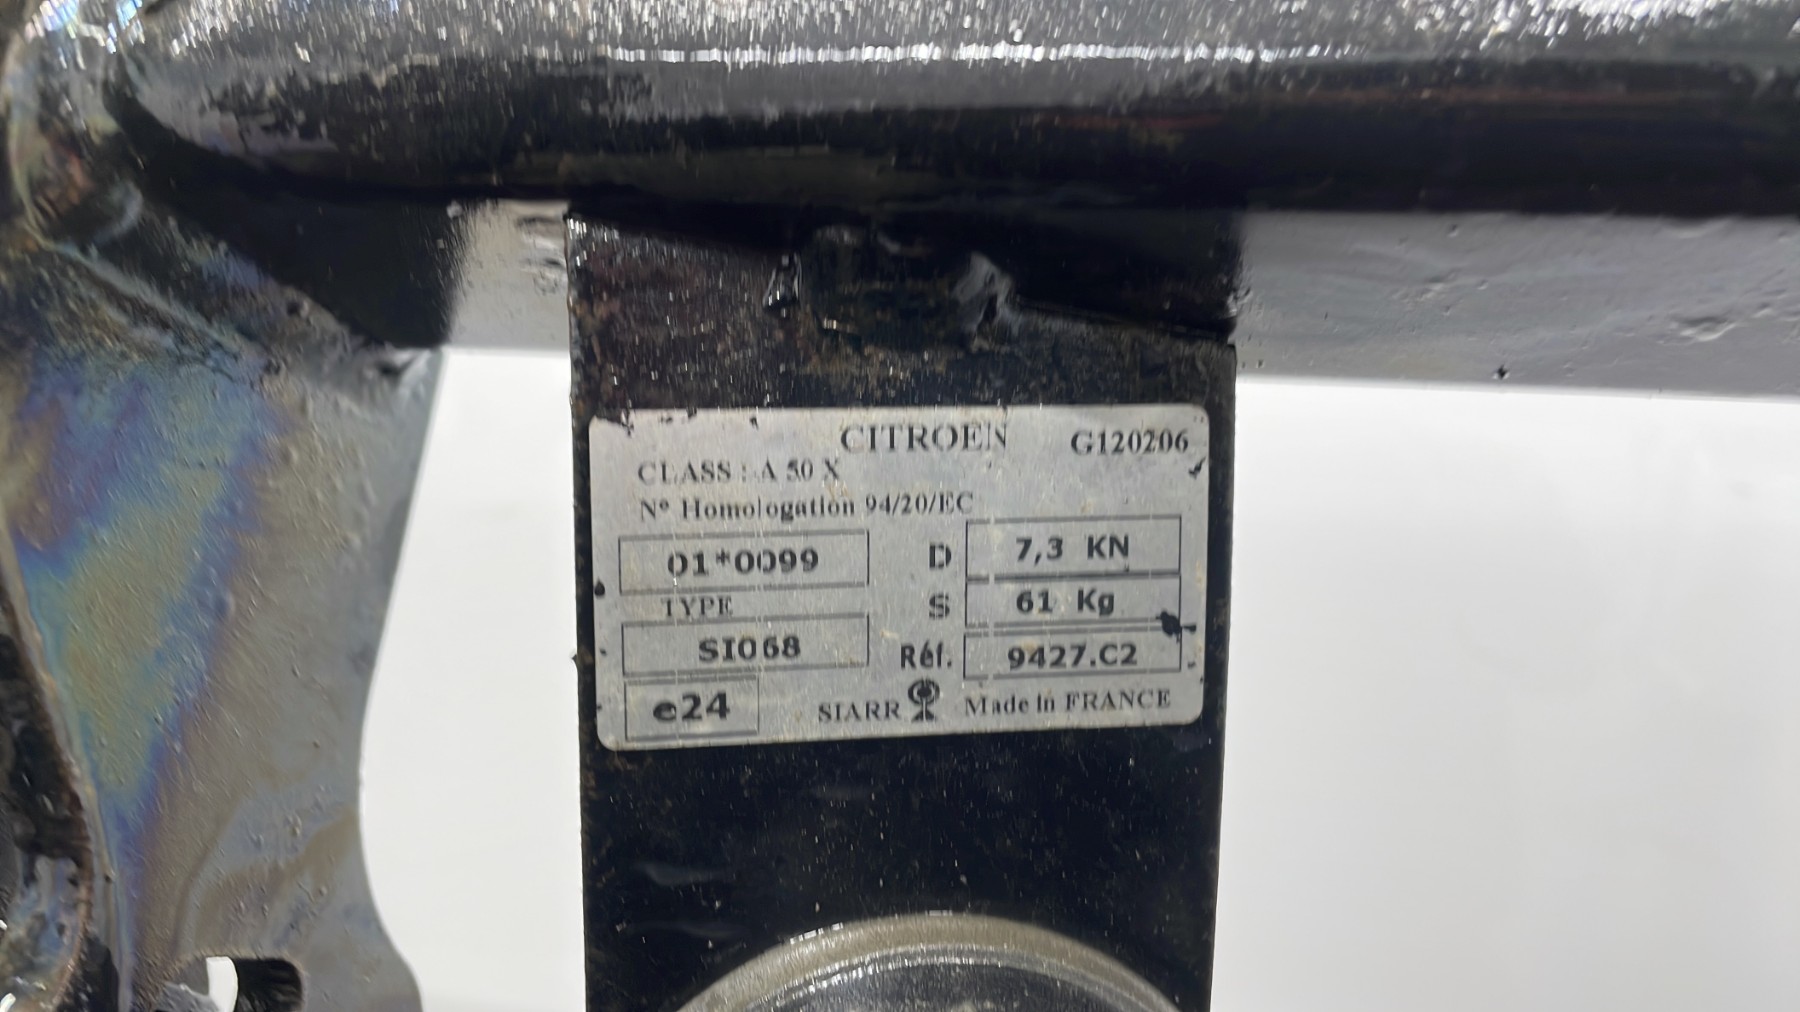 CITROEN G120206
CLASS : A 50 X
N° Homologation 94/20/EC
01*0099 D 7,3 KN
TYPE S 61 Kg
SI068 Réf. 9427.C2
e24 SIARR Made in FRANCE